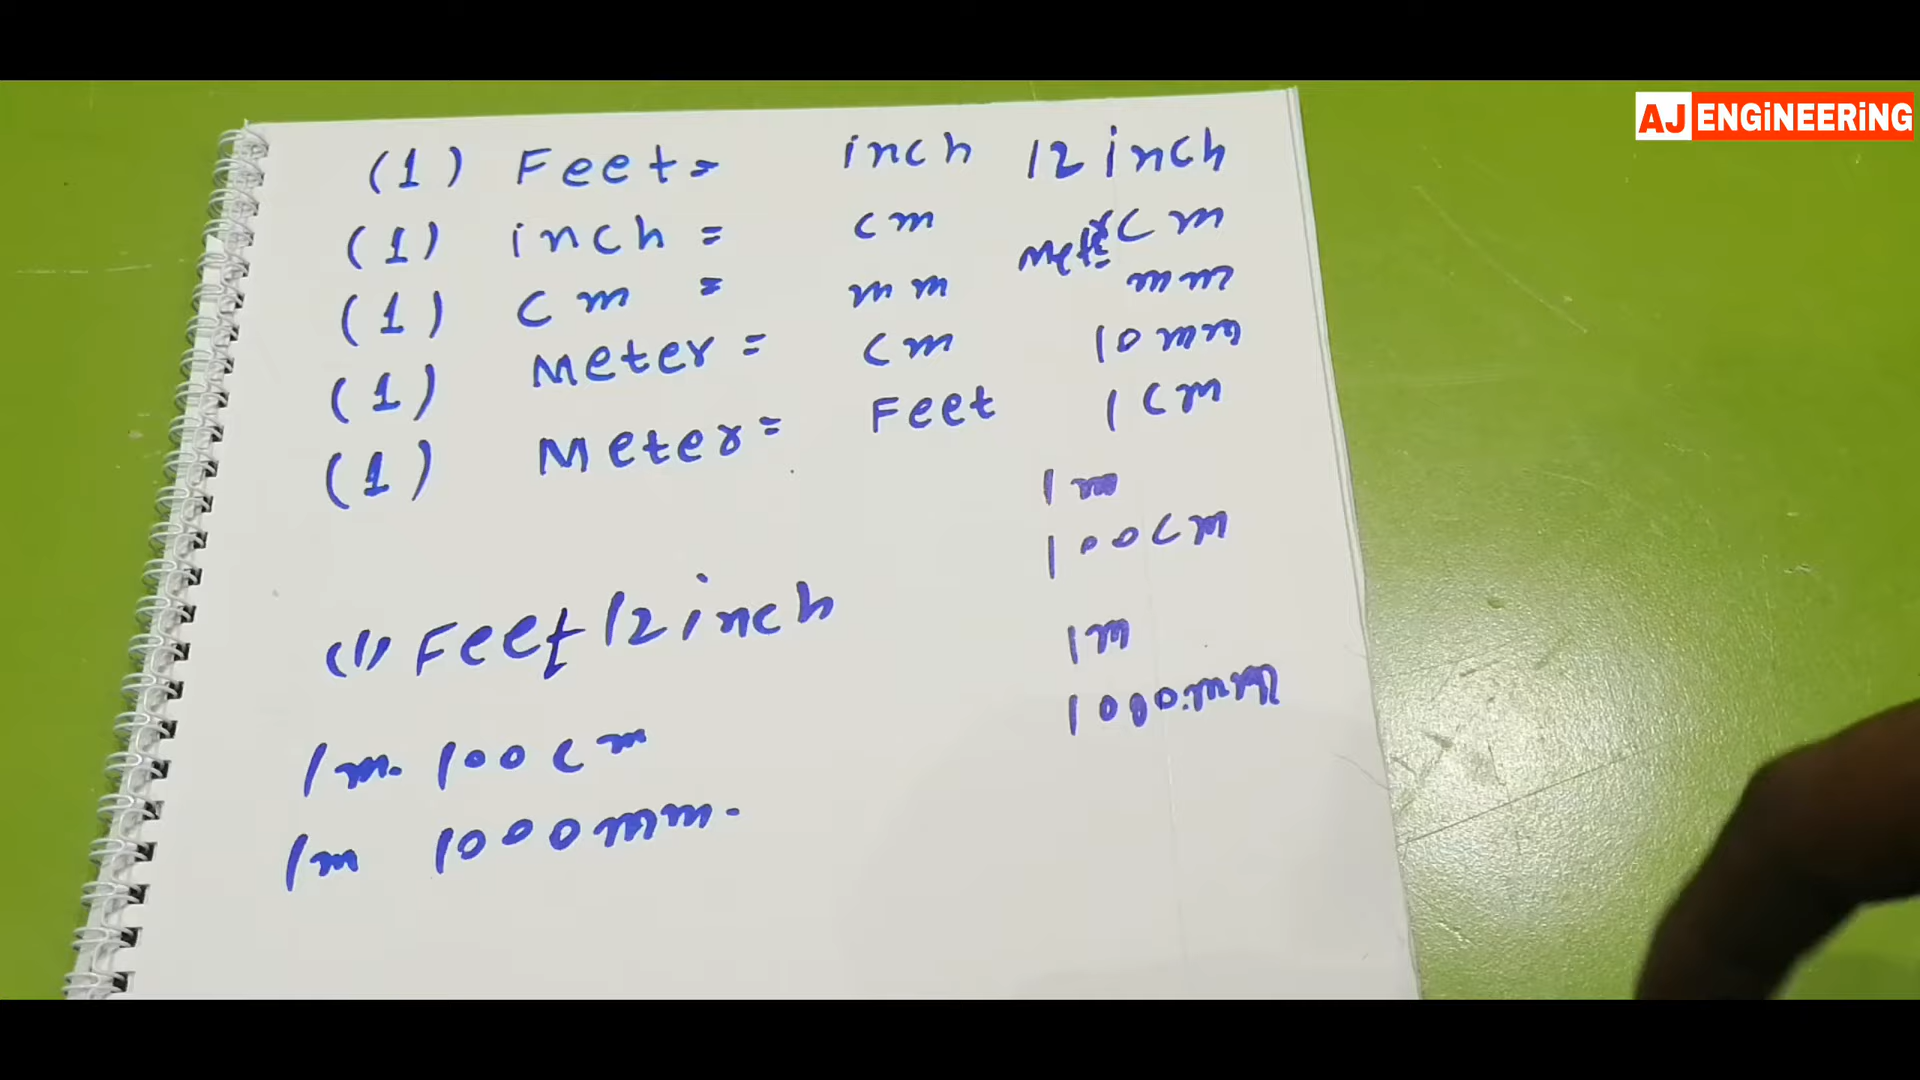 AJ ENGiNEERiNG
(1) Feet = inch 12 inch
(1) inch = cm cm
(1) cm = mm mm
(1) Meter = cm 10 mm
(1) Meter = Feet 1 cm
1 m
100 cm
(1) Feet 12 inch
1 m
1000 mm
1 m. 100 cm
1 m 1000 mm.